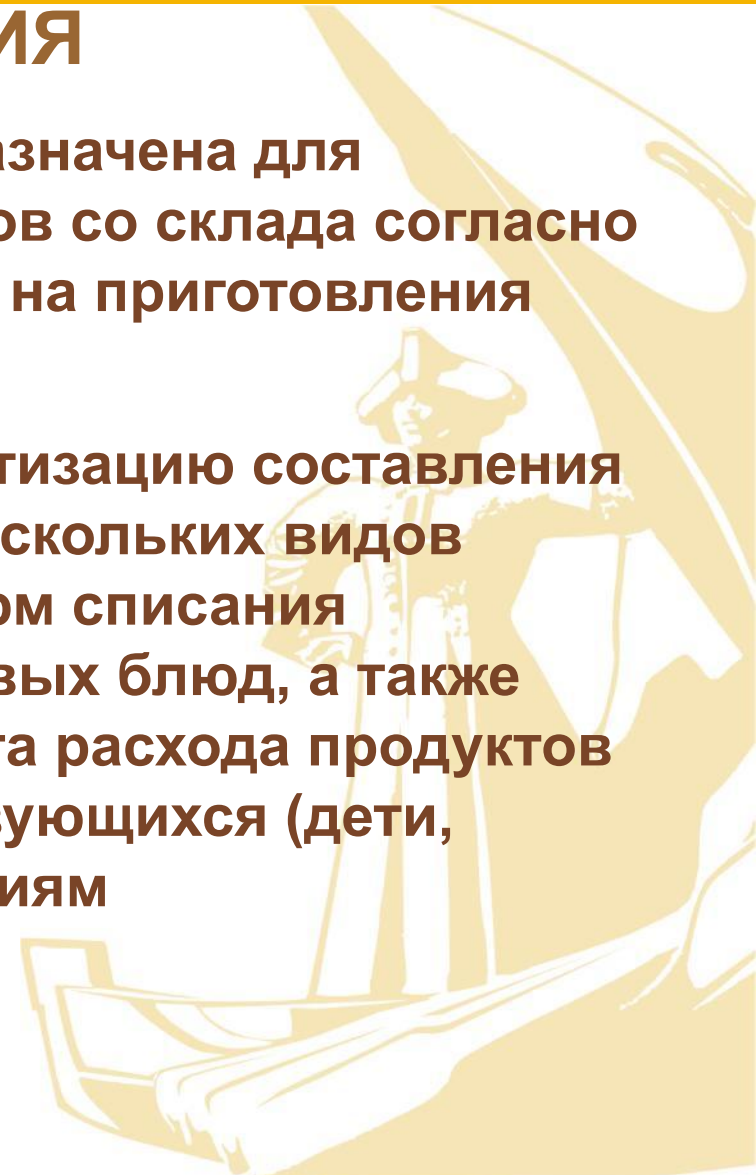 ия
азначена для
ов со склада согласно
на приготовления
тизацию составления
скольких видов
ом списания
вых блюд, а также
та расхода продуктов
вующихся (дети,
иям